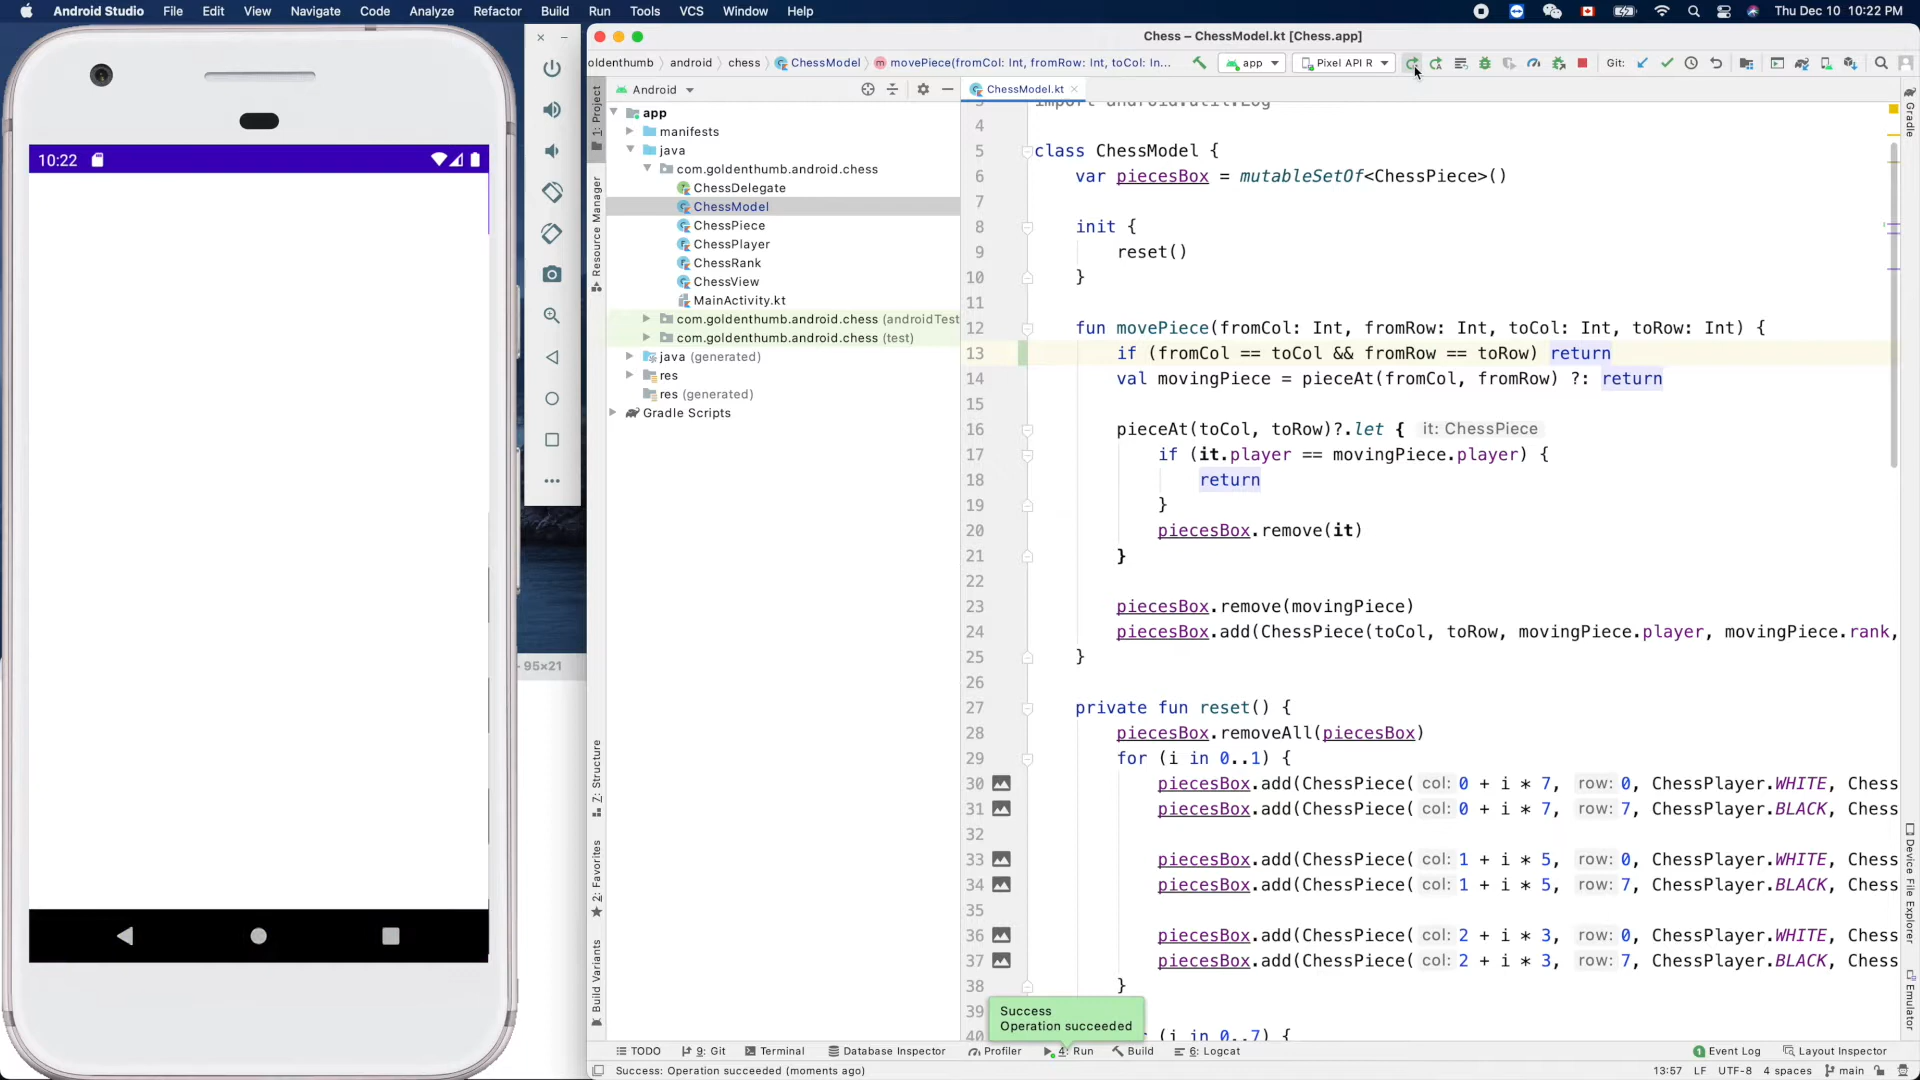 Android Studio File Edit View Navigate Code Analyze Refactor Build Run Tools VCS Window Help Thu Dec 10 10:22 PM
Chess – ChessModel.kt [Chess.app]
oldenthumb android chess ChessModel movePiece(fromCol: Int, fromRow: Int, toCol: Int, toRow: In... app Pixel API R Git:
Android
ChessModel.kt
10:22
95×21
1: Project
Resource Manager
7: Structure
2: Favorites
Build Variants
app
manifests
java
com.goldenthumb.android.chess
ChessDelegate
ChessModel
ChessPiece
ChessPlayer
ChessRank
ChessView
MainActivity.kt
com.goldenthumb.android.chess (androidTest
com.goldenthumb.android.chess (test)
java (generated)
res
res (generated)
Gradle Scripts
import android.util.Log
4
5 class ChessModel {
6 var piecesBox = mutableSetOf<ChessPiece>()
7
8 init {
9 reset()
10 }
11
12 fun movePiece(fromCol: Int, fromRow: Int, toCol: Int, toRow: Int) {
13 if (fromCol == toCol && fromRow == toRow) return
14 val movingPiece = pieceAt(fromCol, fromRow) ?: return
15
16 pieceAt(toCol, toRow)?.let { it: ChessPiece
17 if (it.player == movingPiece.player) {
18 return
19 }
20 piecesBox.remove(it)
21 }
22
23 piecesBox.remove(movingPiece)
24 piecesBox.add(ChessPiece(toCol, toRow, movingPiece.player, movingPiece.rank,
25 }
26
27 private fun reset() {
28 piecesBox.removeAll(piecesBox)
29 for (i in 0..1) {
30 piecesBox.add(ChessPiece( col: 0 + i * 7, row: 0, ChessPlayer.WHITE, Chess
31 piecesBox.add(ChessPiece( col: 0 + i * 7, row: 7, ChessPlayer.BLACK, Chess
32
33 piecesBox.add(ChessPiece( col: 1 + i * 5, row: 0, ChessPlayer.WHITE, Chess
34 piecesBox.add(ChessPiece( col: 1 + i * 5, row: 7, ChessPlayer.BLACK, Chess
35
36 piecesBox.add(ChessPiece( col: 2 + i * 3, row: 0, ChessPlayer.WHITE, Chess
37 piecesBox.add(ChessPiece( col: 2 + i * 3, row: 7, ChessPlayer.BLACK, Chess
38 }
39
40 (i in 0..7) {
Success
Operation succeeded
Gradle
Device File Explorer
Emulator
TODO 9: Git Terminal Database Inspector Profiler 4: Run Build 6: Logcat Event Log Layout Inspector
Success: Operation succeeded (moments ago) 13:57 LF UTF-8 4 spaces main